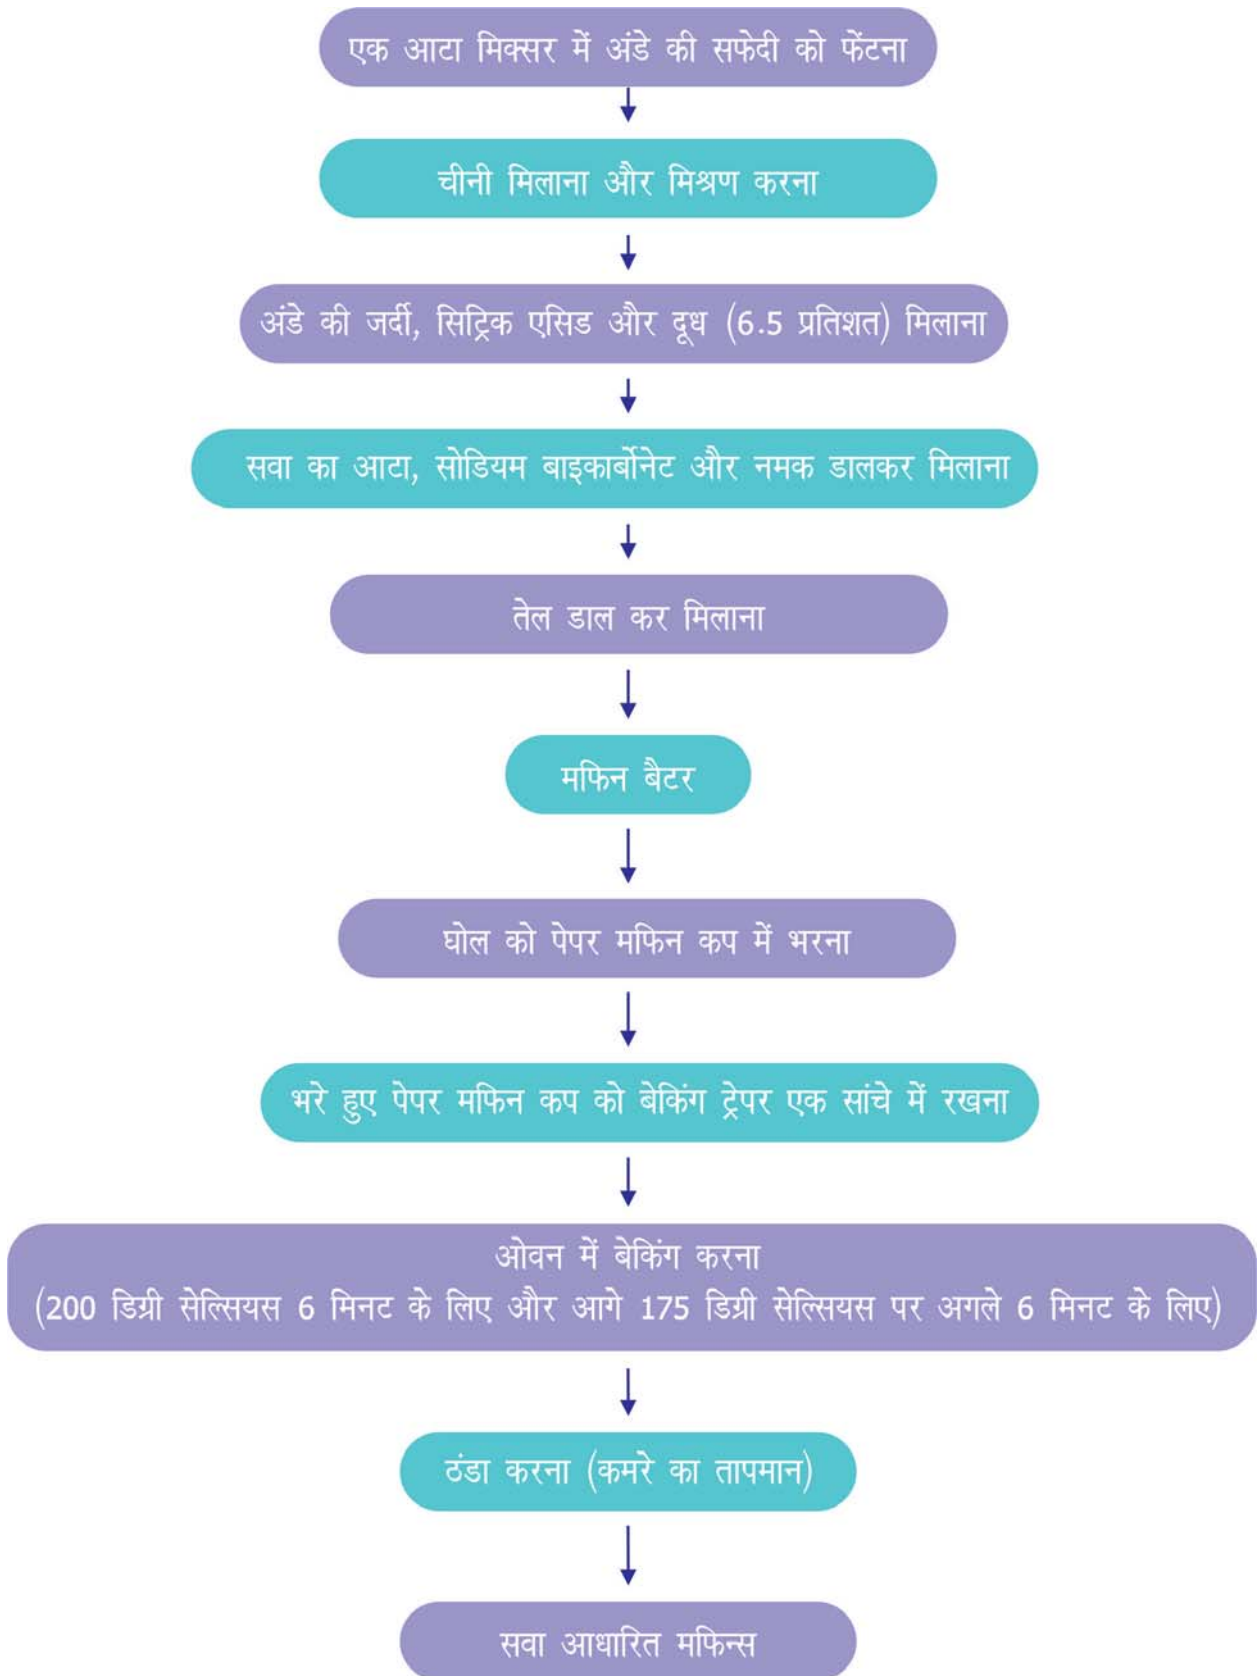 एक आटा मिक्सर में अंडे की सफेदी को फेंटना
चीनी मिलाना और मिश्रण करना
अंडे की जर्दी, सिट्रिक एसिड और दूध (6.5 प्रतिशत) मिलाना
सवा का आटा, सोडियम बाइकार्बोनेट और नमक डालकर मिलाना
तेल डाल कर मिलाना
मफिन बैटर
घोल को पेपर मफिन कप में भरना
भरे हुए पेपर मफिन कप को बेकिंग ट्रेपर एक सांचे में रखना
ओवन में बेकिंग करना
(200 डिग्री सेल्सियस 6 मिनट के लिए और आगे 175 डिग्री सेल्सियस पर अगले 6 मिनट के लिए)
ठंडा करना (कमरे का तापमान)
सवा आधारित मफिन्स